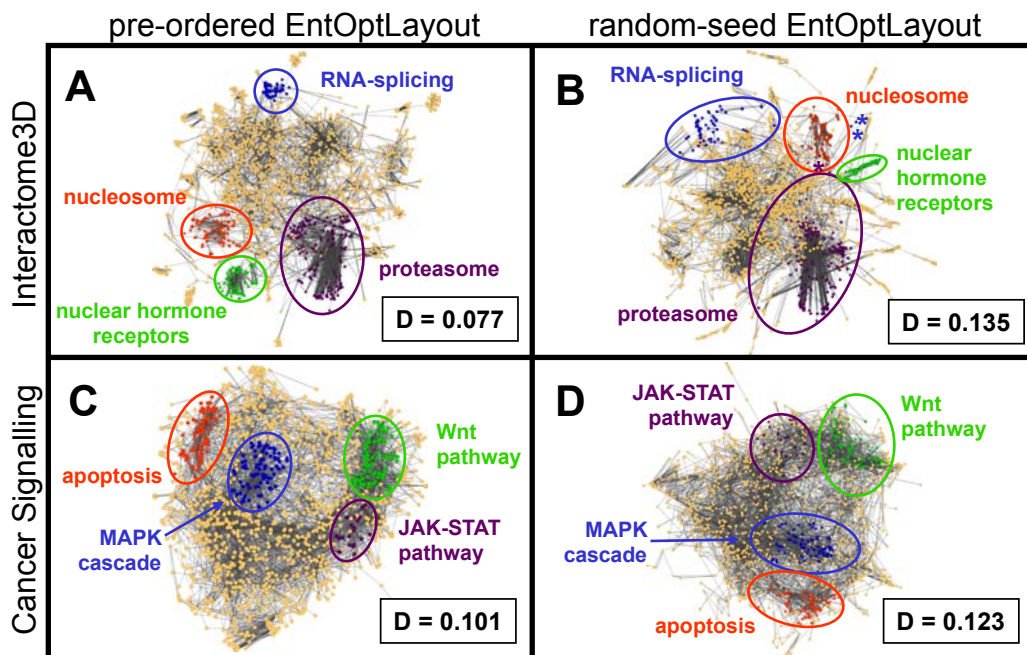 pre-ordered EntOptLayout
random-seed EntOptLayout
Interactome3D
A
RNA-splicing
nucleosome
proteasome
nuclear hormone
receptors
D = 0.077
B
RNA-splicing
nucleosome
*
*
*
nuclear
hormone
receptors
proteasome
D = 0.135
Cancer Signalling
C
Wnt
pathway
apoptosis
MAPK
cascade
JAK-STAT
pathway
D = 0.101
D
JAK-STAT
pathway
Wnt
pathway
MAPK
cascade
apoptosis
D = 0.123